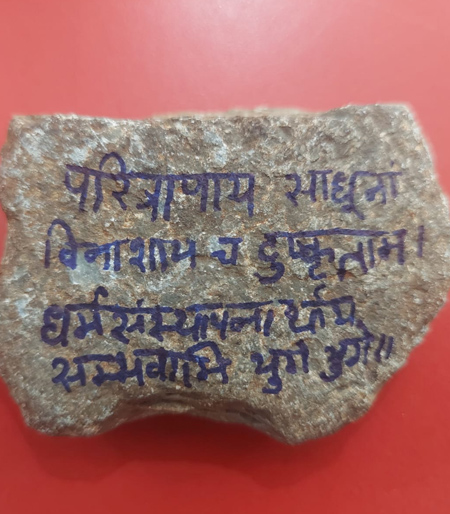 परित्राणाय साधूनां
विनाशाय च दुष्कृताम।
धर्मसंस्थापना र्थाय
सम्भवामि युगे युगे॥